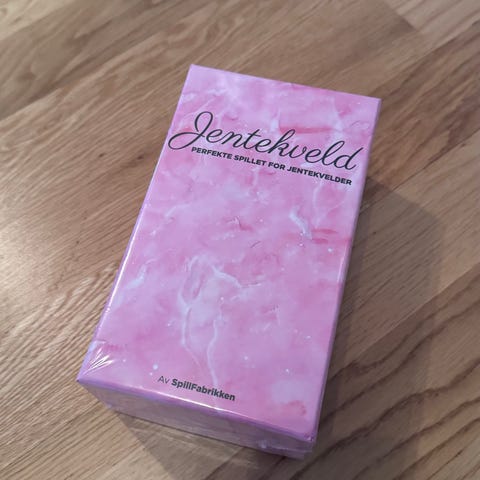 Jentekveld
PERFEKTE SPILLET FOR JENTEKVELDER
Av SpillFabrikken